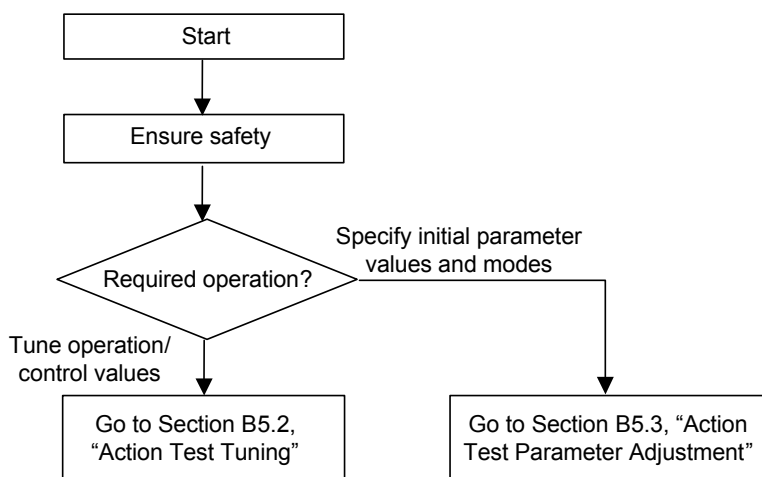 Start
Ensure safety
Required operation?
Specify initial parameter
values and modes
Tune operation/
control values
Go to Section B5.2,
“Action Test Tuning”
Go to Section B5.3, “Action
Test Parameter Adjustment”